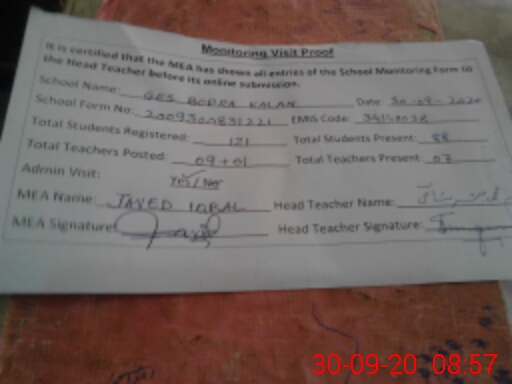 Monitoring Visit Proof
It is certified that the MEA has shown all entries of the School Monitoring Form to
the Head Teacher before its online submission.
School Name: GES BODRA KALAN Date: 30-09-2020
School Form No: EMIS Code:
Total Students Registered: 121 Total Students Present: 88
Total Teachers Posted: 09+01 Total Teachers Present: 07
Admin Visit: Yes / No
MEA Name: JAVED IQBAL Head Teacher Name:
MEA Signature: Head Teacher Signature:
30-09-20 08:57